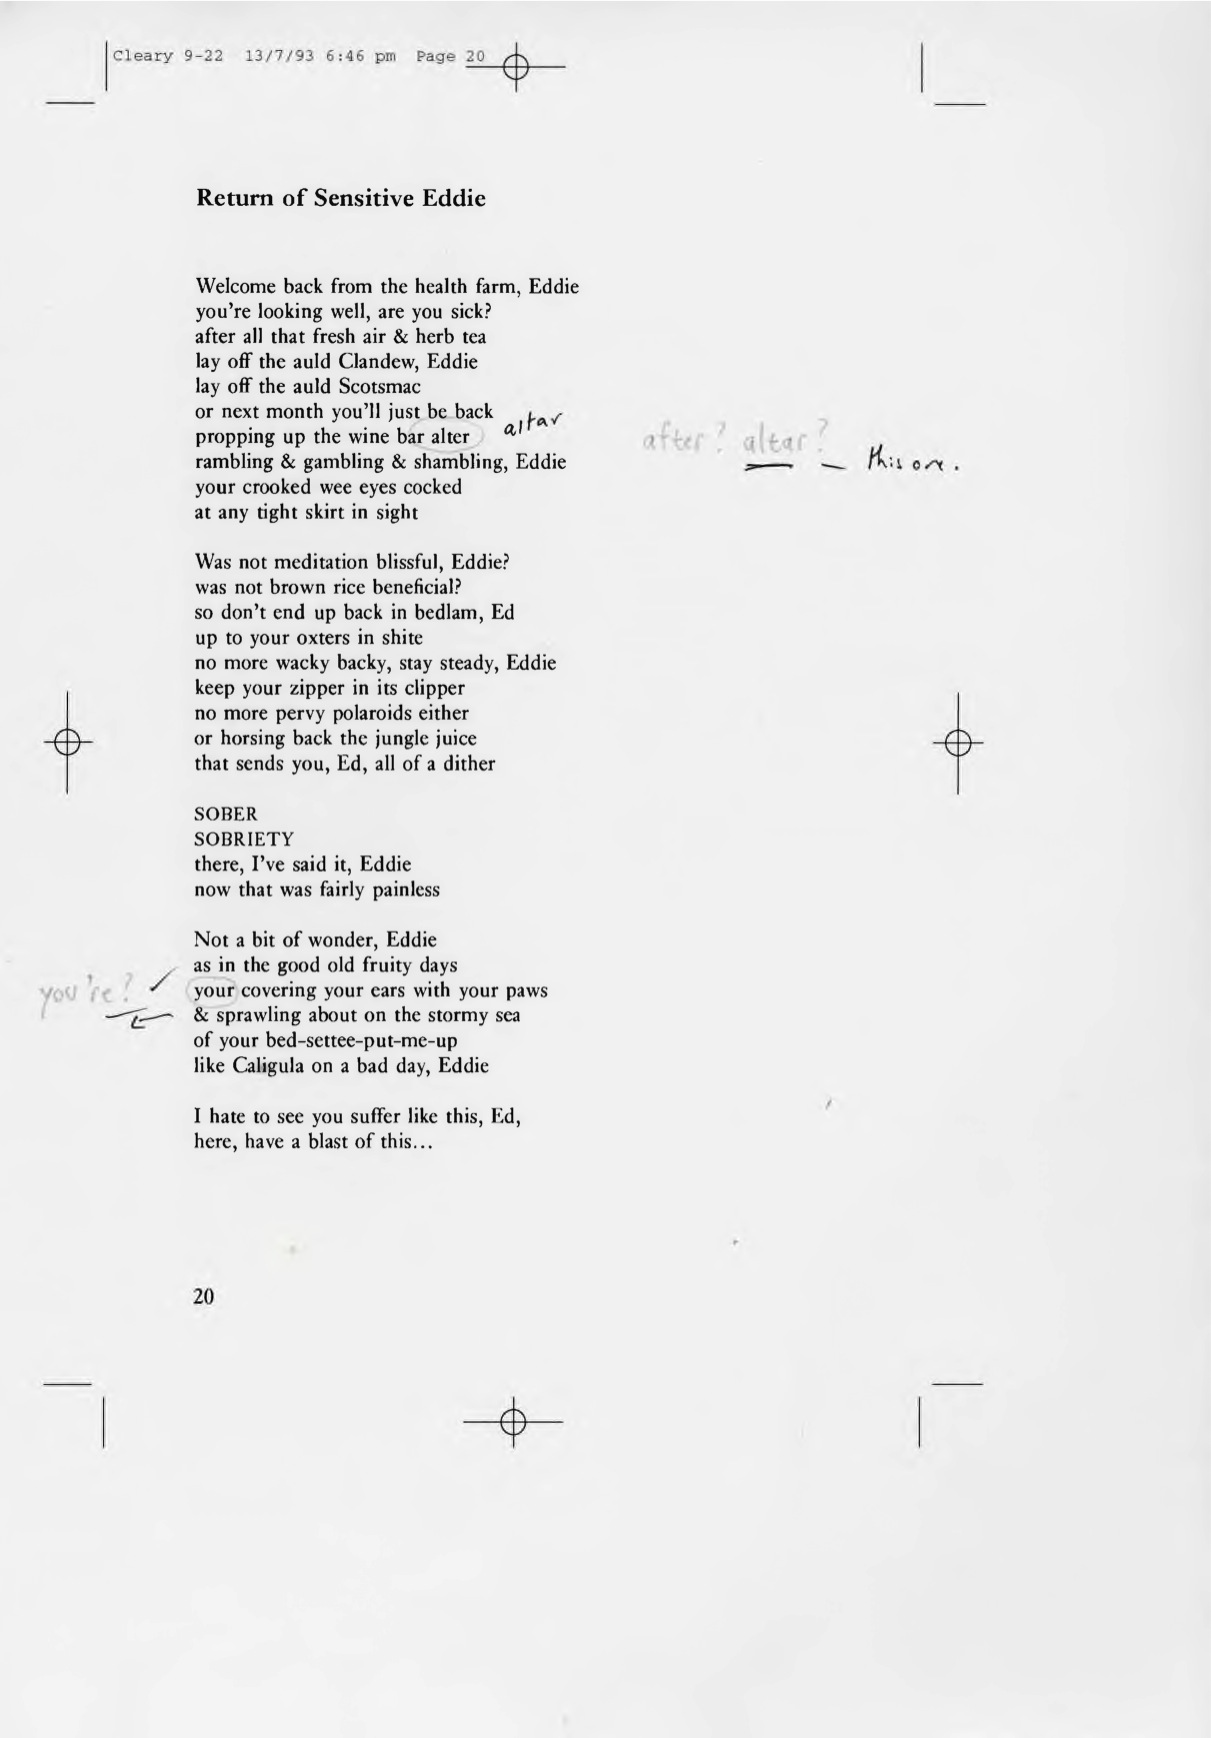 Cleary 9-22 13/7/93 6:46 pm Page 20
Return of Sensitive Eddie
Welcome back from the health farm, Eddie
you're looking well, are you sick?
after all that fresh air & herb tea
lay off the auld Clandew, Eddie
lay off the auld Scotsmac
or next month you'll just be back
propping up the wine bar alter altar after? altar? – this one.
rambling & gambling & shambling, Eddie
your crooked wee eyes cocked
at any tight skirt in sight
Was not meditation blissful, Eddie?
was not brown rice beneficial?
so don't end up back in bedlam, Ed
up to your oxters in shite
no more wacky backy, stay steady, Eddie
keep your zipper in its clipper
no more pervy polaroids either
or horsing back the jungle juice
that sends you, Ed, all of a dither
SOBER
SOBRIETY
there, I've said it, Eddie
now that was fairly painless
Not a bit of wonder, Eddie
as in the good old fruity days
you're? ✓ your covering your ears with your paws
& sprawling about on the stormy sea
of your bed-settee-put-me-up
like Caligula on a bad day, Eddie
I hate to see you suffer like this, Ed,
here, have a blast of this...
20